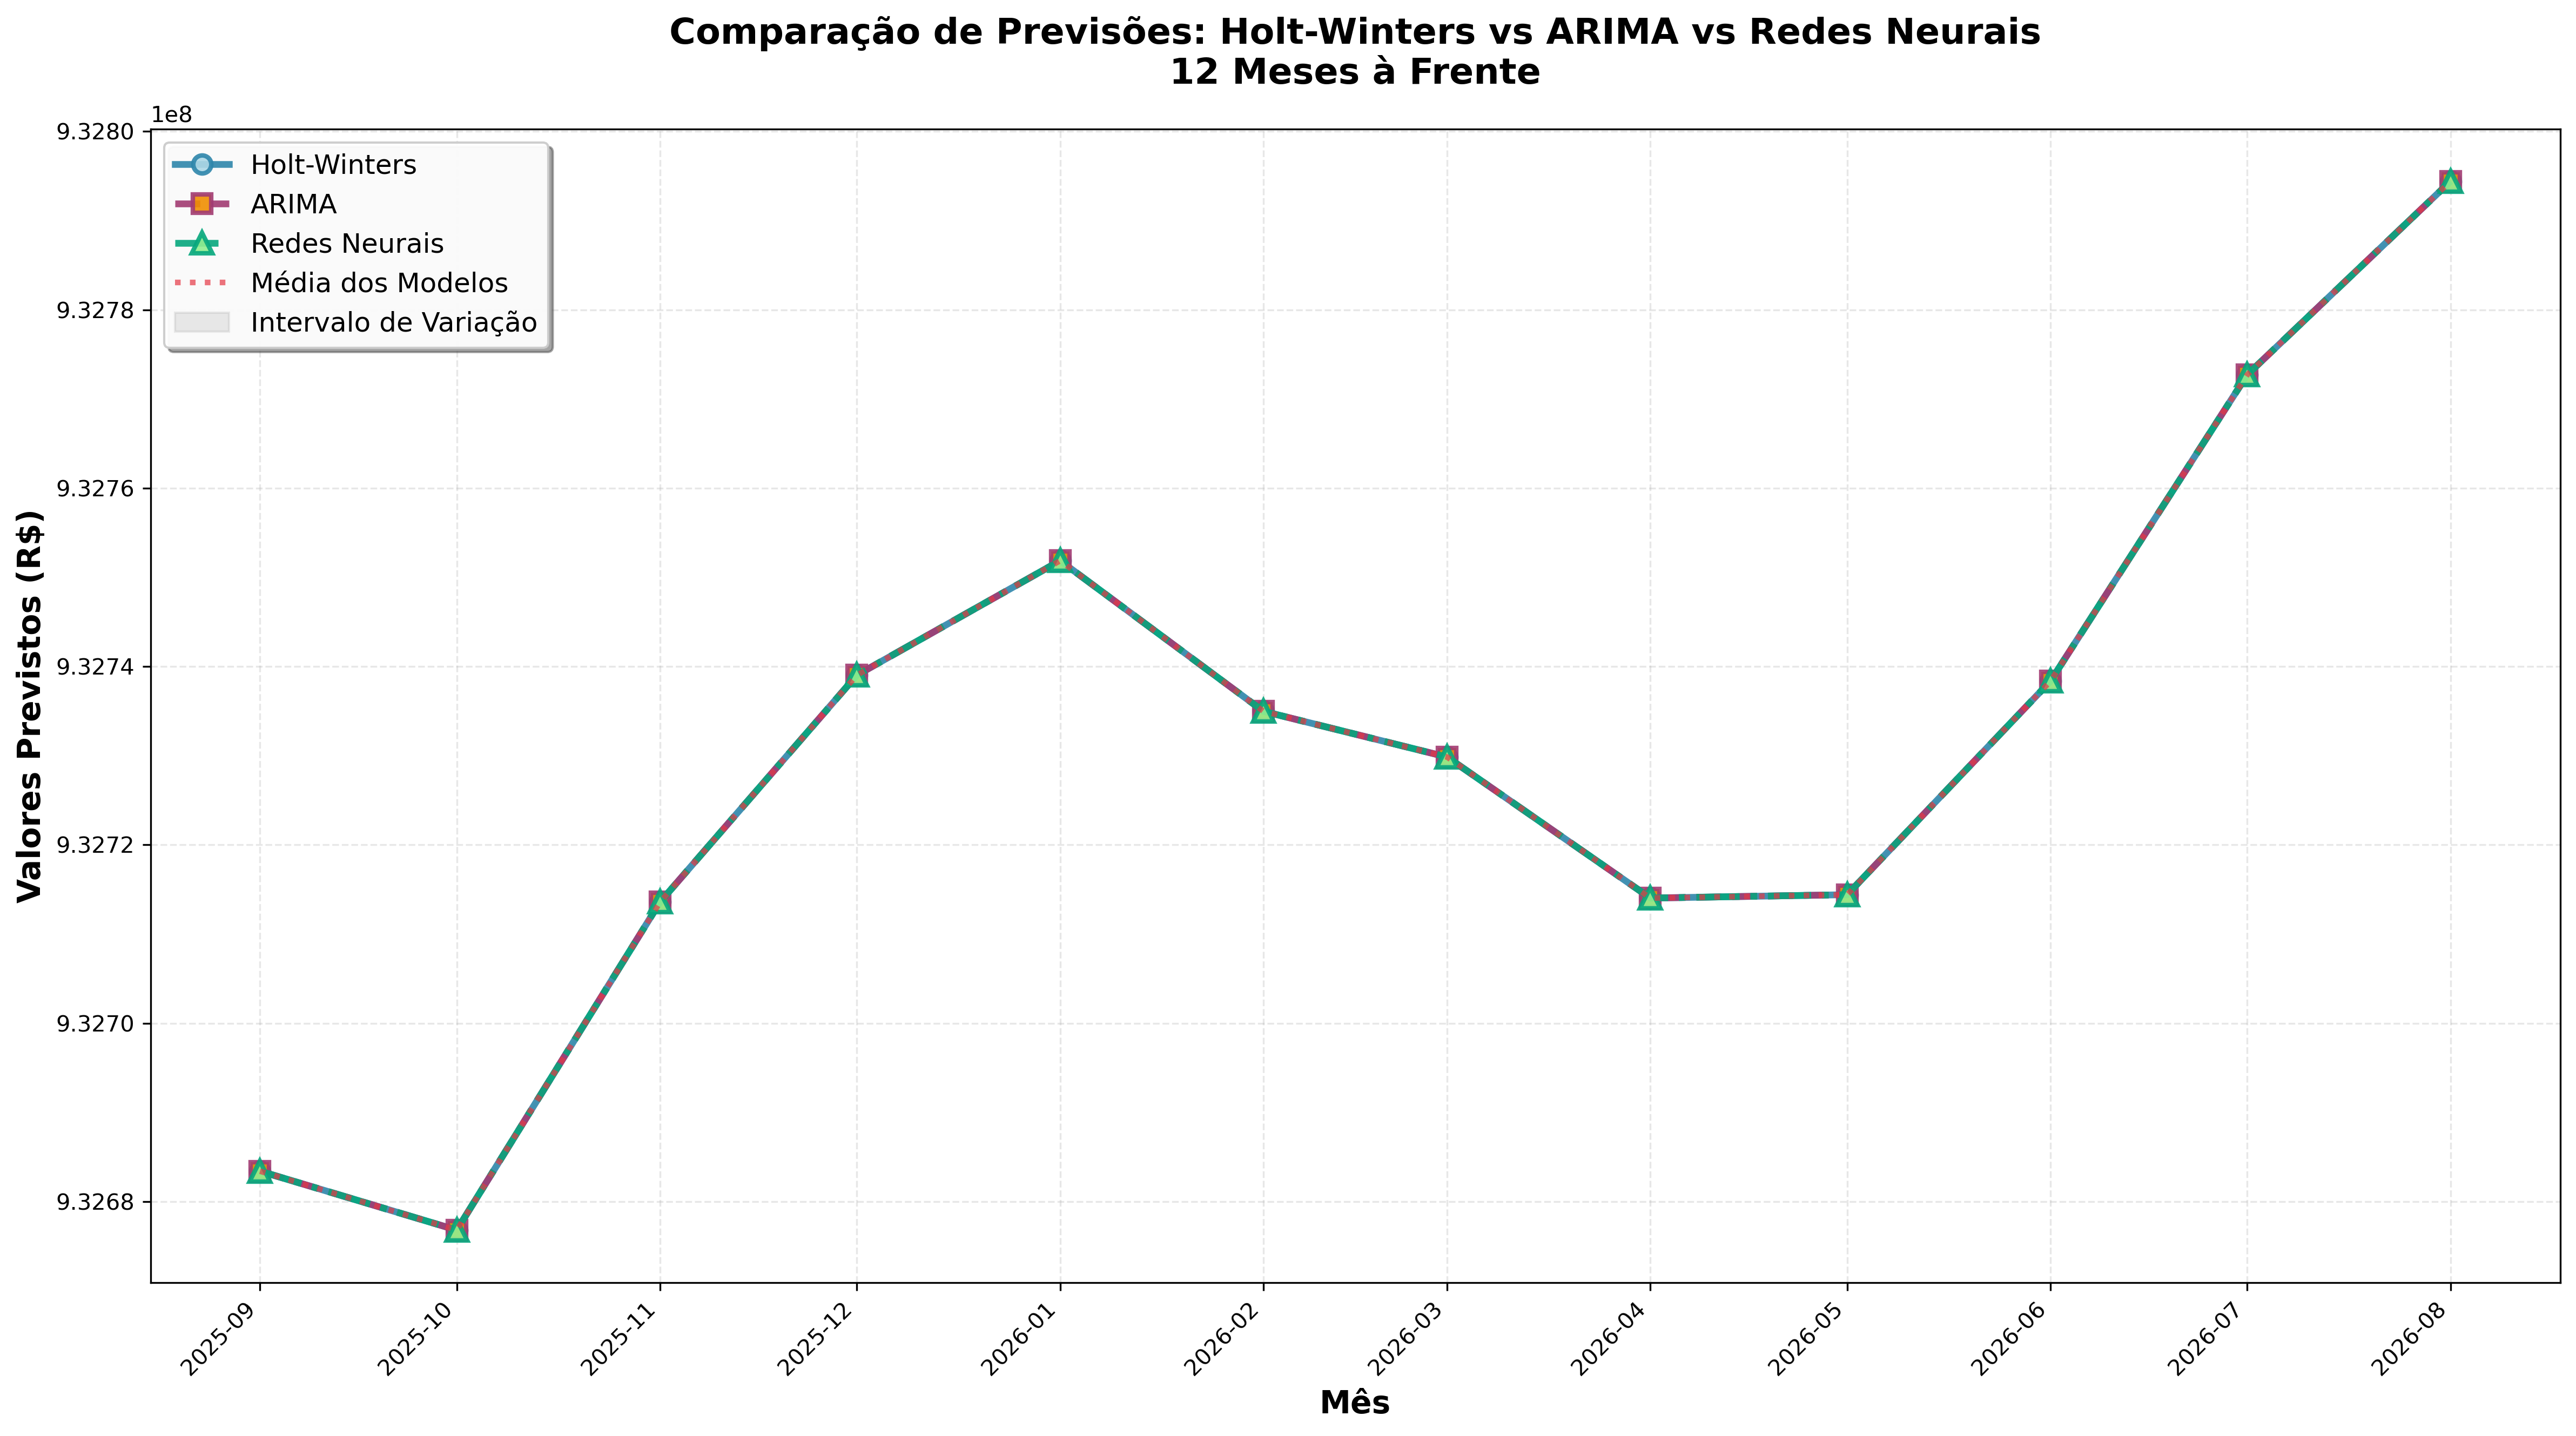 Comparação de Previsões: Holt-Winters vs ARIMA vs Redes Neurais
12 Meses à Frente
1e8
9.3280
9.3278
9.3276
9.3274
9.3272
9.3270
9.3268
Valores Previstos (R$)
Holt-Winters
ARIMA
Redes Neurais
Média dos Modelos
Intervalo de Variação
2025-09
2025-10
2025-11
2025-12
2026-01
2026-02
2026-03
2026-04
2026-05
2026-06
2026-07
2026-08
Mês